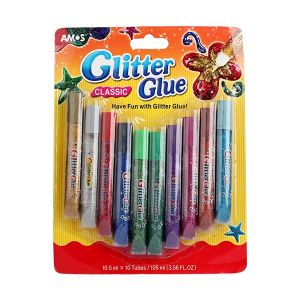 AMOS
Glitter
Glue
CLASSIC
Have Fun with Glitter Glue!
10.5 ml × 10 Tubes / 105 ml (3.56 FL.OZ)